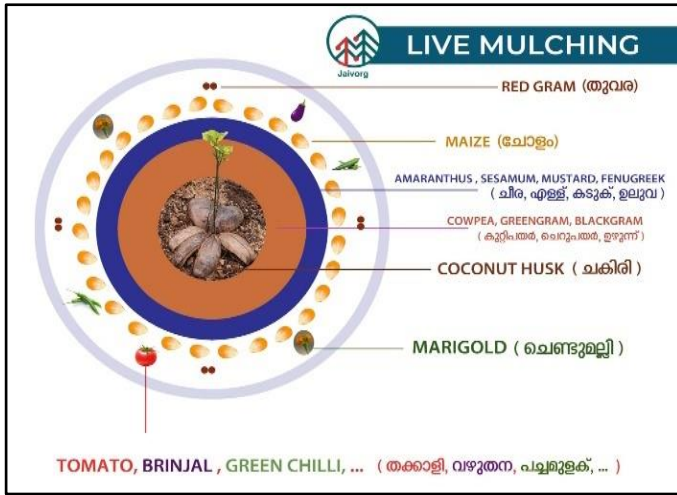 LIVE MULCHING
Jaivorg
RED GRAM (തുവര)
MAIZE (ചോളം)
AMARANTHUS , SESAMUM, MUSTARD, FENUGREEK
( ചീര, എള്ള്, കടുക്, ഉലുവ )
COWPEA, GREENGRAM, BLACKGRAM
( കുറ്റിപയർ, ചെറുപയർ, ഉഴുന്ന് )
COCONUT HUSK ( ചകിരി )
MARIGOLD ( ചെണ്ടുമല്ലി )
TOMATO, BRINJAL , GREEN CHILLI, ... ( തക്കാളി, വഴുതന, പച്ചമുളക്, ... )